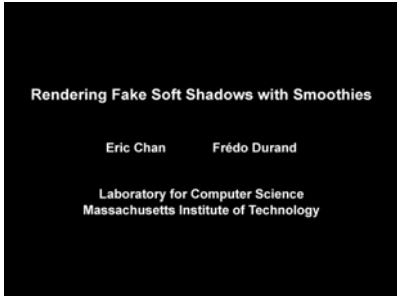 Rendering Fake Soft Shadows with Smoothies
Eric Chan Frédo Durand
Laboratory for Computer Science
Massachusetts Institute of Technology